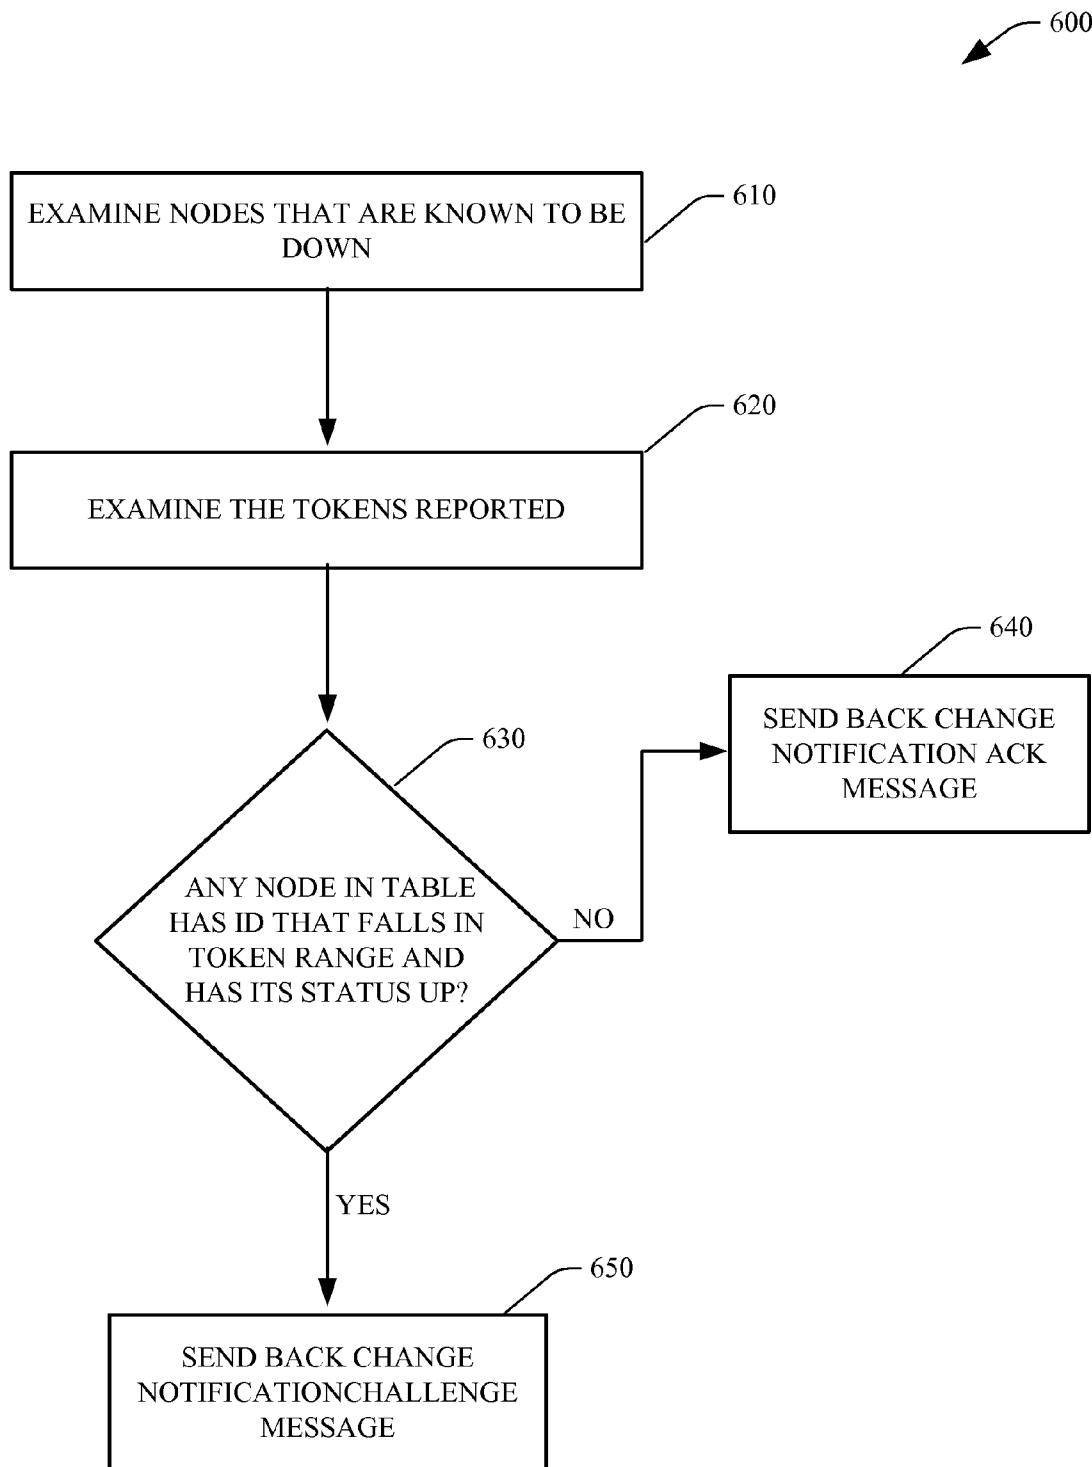 600
EXAMINE NODES THAT ARE KNOWN TO BE
DOWN
610
620
EXAMINE THE TOKENS REPORTED
630
ANY NODE IN TABLE
HAS ID THAT FALLS IN
TOKEN RANGE AND
HAS ITS STATUS UP?
NO
640
SEND BACK CHANGE
NOTIFICATION ACK
MESSAGE
YES
650
SEND BACK CHANGE
NOTIFICATIONCHALLENGE
MESSAGE